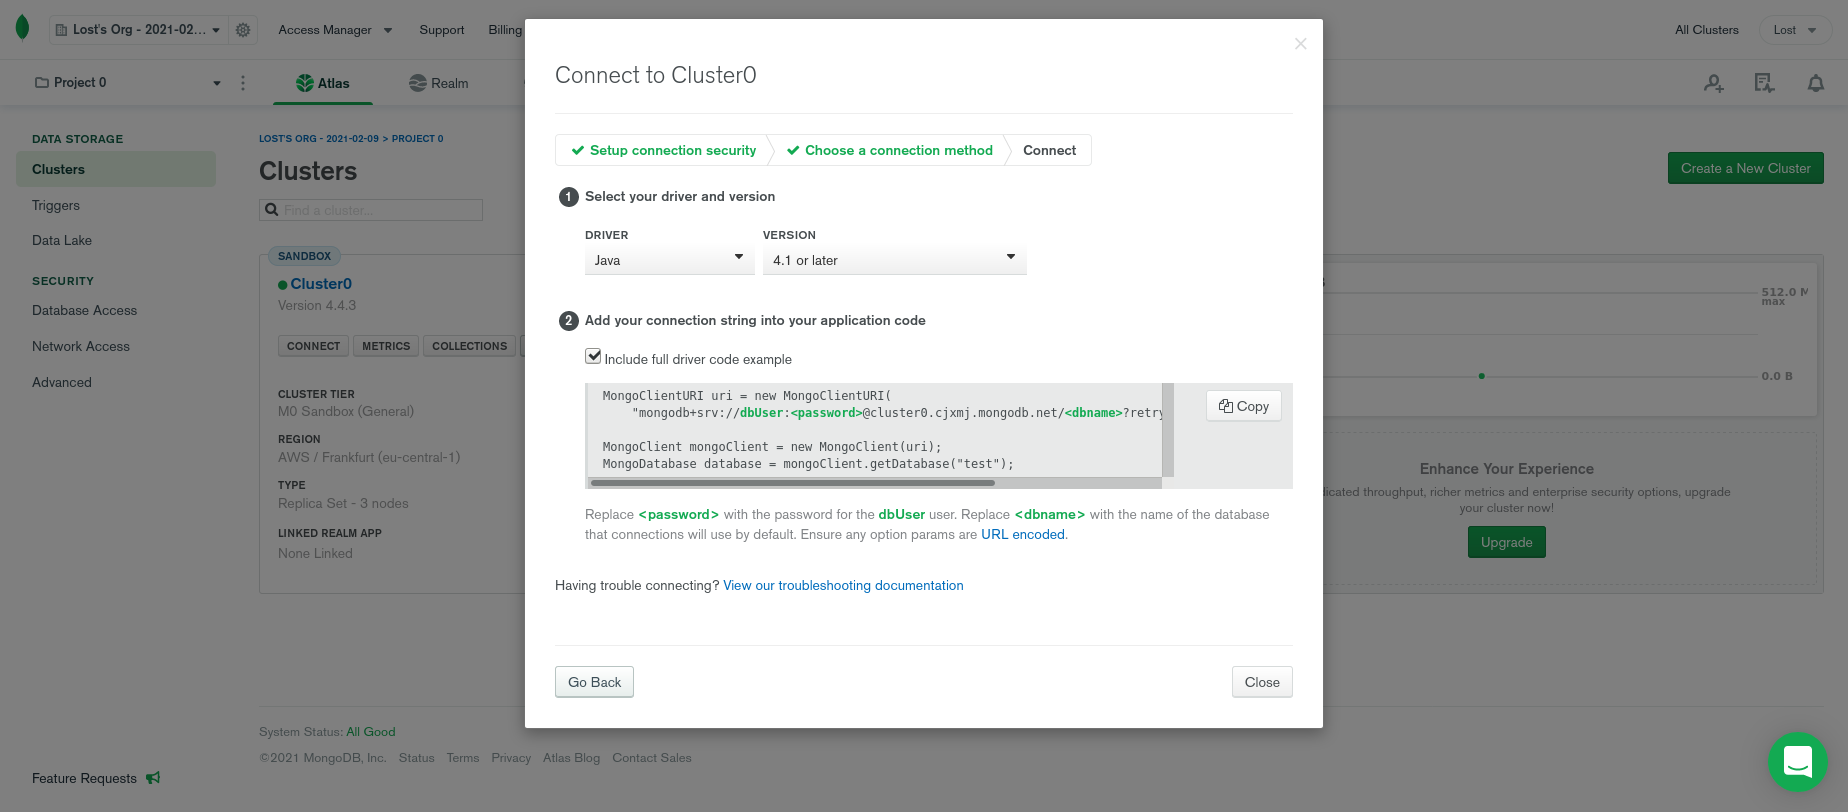 Lost's Org - 2021-02...
Access Manager
Support
Billing
All Clusters
Lost
Project 0
Atlas
Realm
DATA STORAGE
Clusters
Triggers
Data Lake
SECURITY
Database Access
Network Access
Advanced
Feature Requests
LOST'S ORG - 2021-02-09 > PROJECT 0
Clusters
Find a cluster...
Create a New Cluster
SANDBOX
Cluster0
Version 4.4.3
CONNECT METRICS COLLECTIONS
CLUSTER TIER
M0 Sandbox (General)
REGION
AWS / Frankfurt (eu-central-1)
TYPE
Replica Set - 3 nodes
LINKED REALM APP
None Linked
Connect to Cluster0
Setup connection security
Choose a connection method
Connect
1 Select your driver and version
DRIVER VERSION
Java 4.1 or later
2 Add your connection string into your application code
Include full driver code example
MongoClientURI uri = new MongoClientURI(
"mongodb+srv://dbUser:<password>@cluster0.cjxmj.mongodb.net/<dbname>?retry
MongoClient mongoClient = new MongoClient(uri);
MongoDatabase database = mongoClient.getDatabase("test");
Copy
Replace <password> with the password for the dbUser user. Replace <dbname> with the name of the database
that connections will use by default. Ensure any option params are URL encoded.
Having trouble connecting? View our troubleshooting documentation
Go Back
Close
512.0 M
max
0.0 B
Enhance Your Experience
dicated throughput, richer metrics and enterprise security options, upgrade
your cluster now!
Upgrade
System Status: All Good
©2021 MongoDB, Inc. Status Terms Privacy Atlas Blog Contact Sales